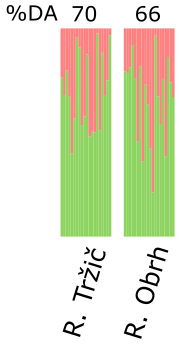 %DA 70 66
R. Tržič
R. Obrh